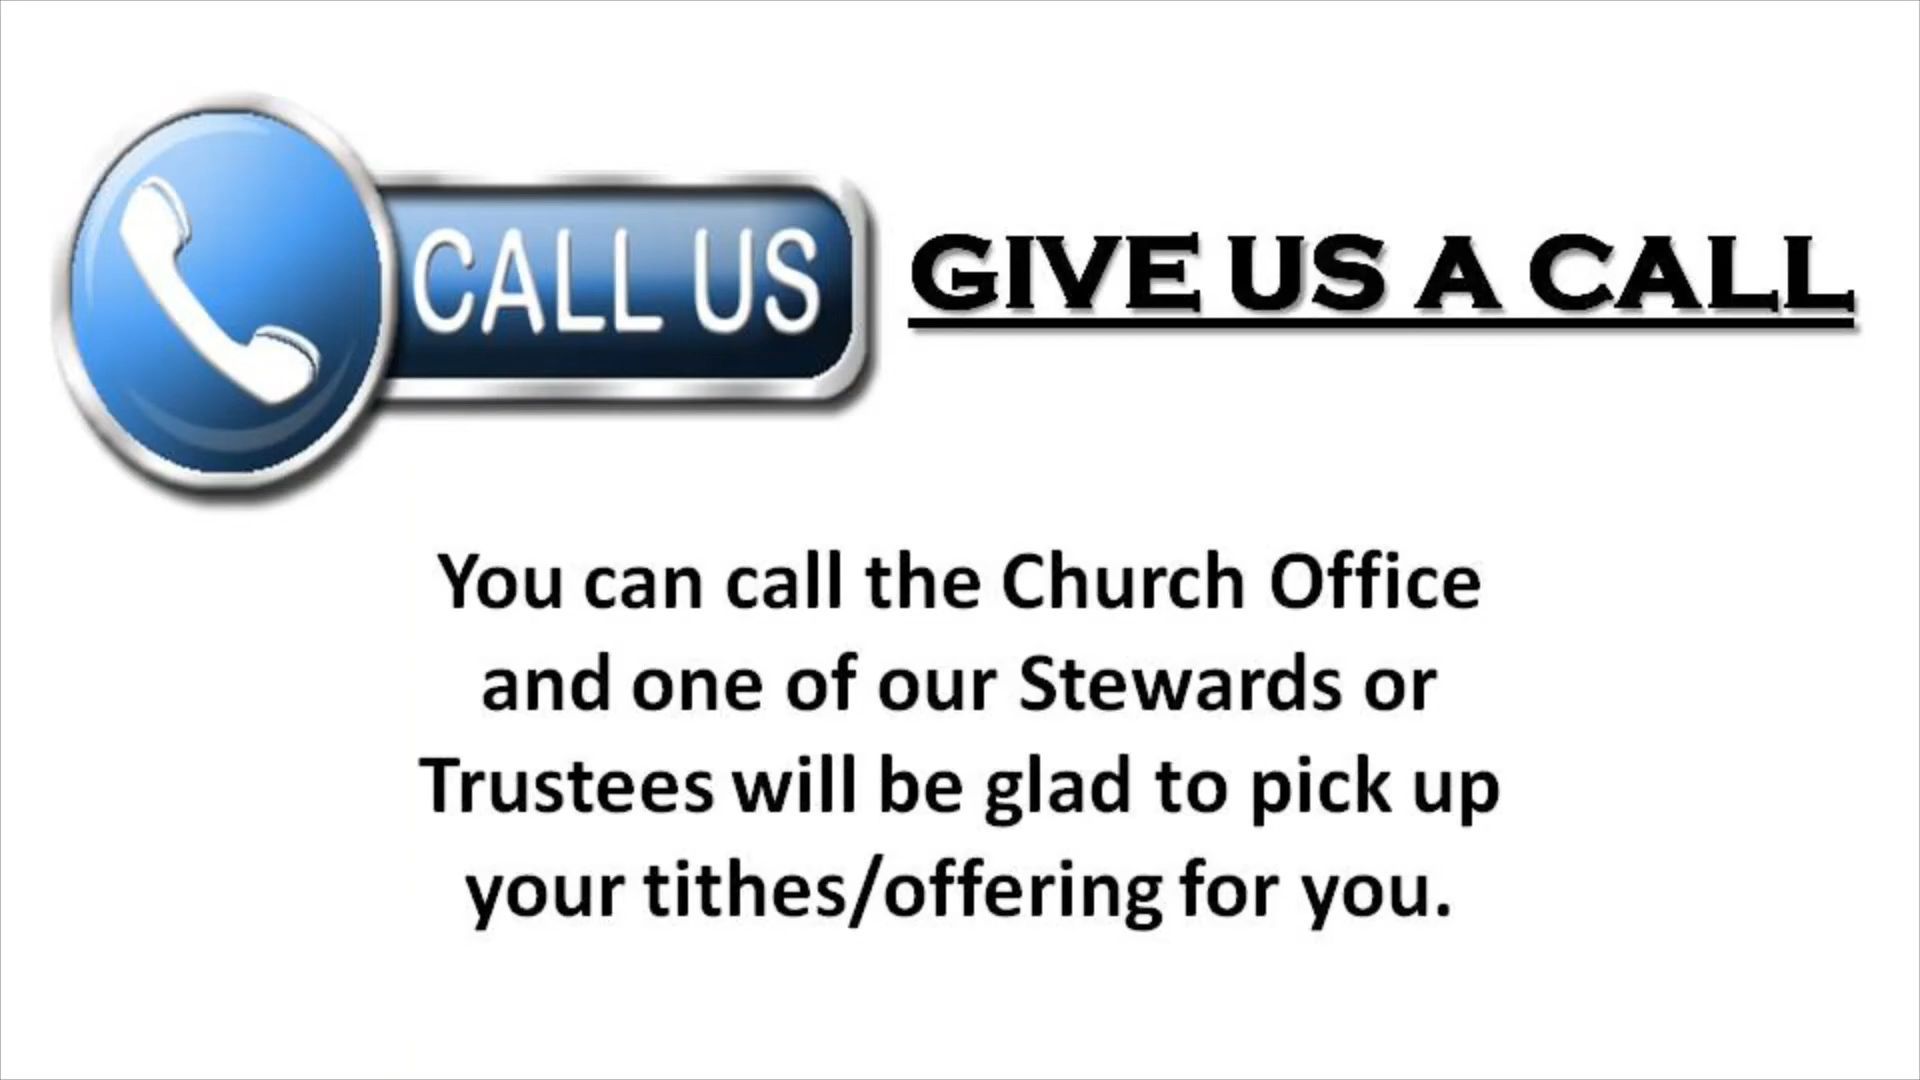 CALL US
GIVE US A CALL
You can call the Church Office
and one of our Stewards or
Trustees will be glad to pick up
your tithes/offering for you.